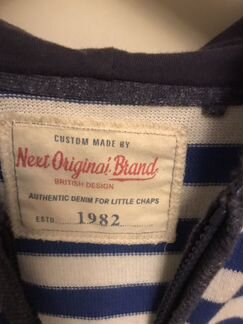 CUSTOM MADE BY
Next Original Brand
BRITISH DESIGN
AUTHENTIC DENIM FOR LITTLE CHAPS
ESTD 1982